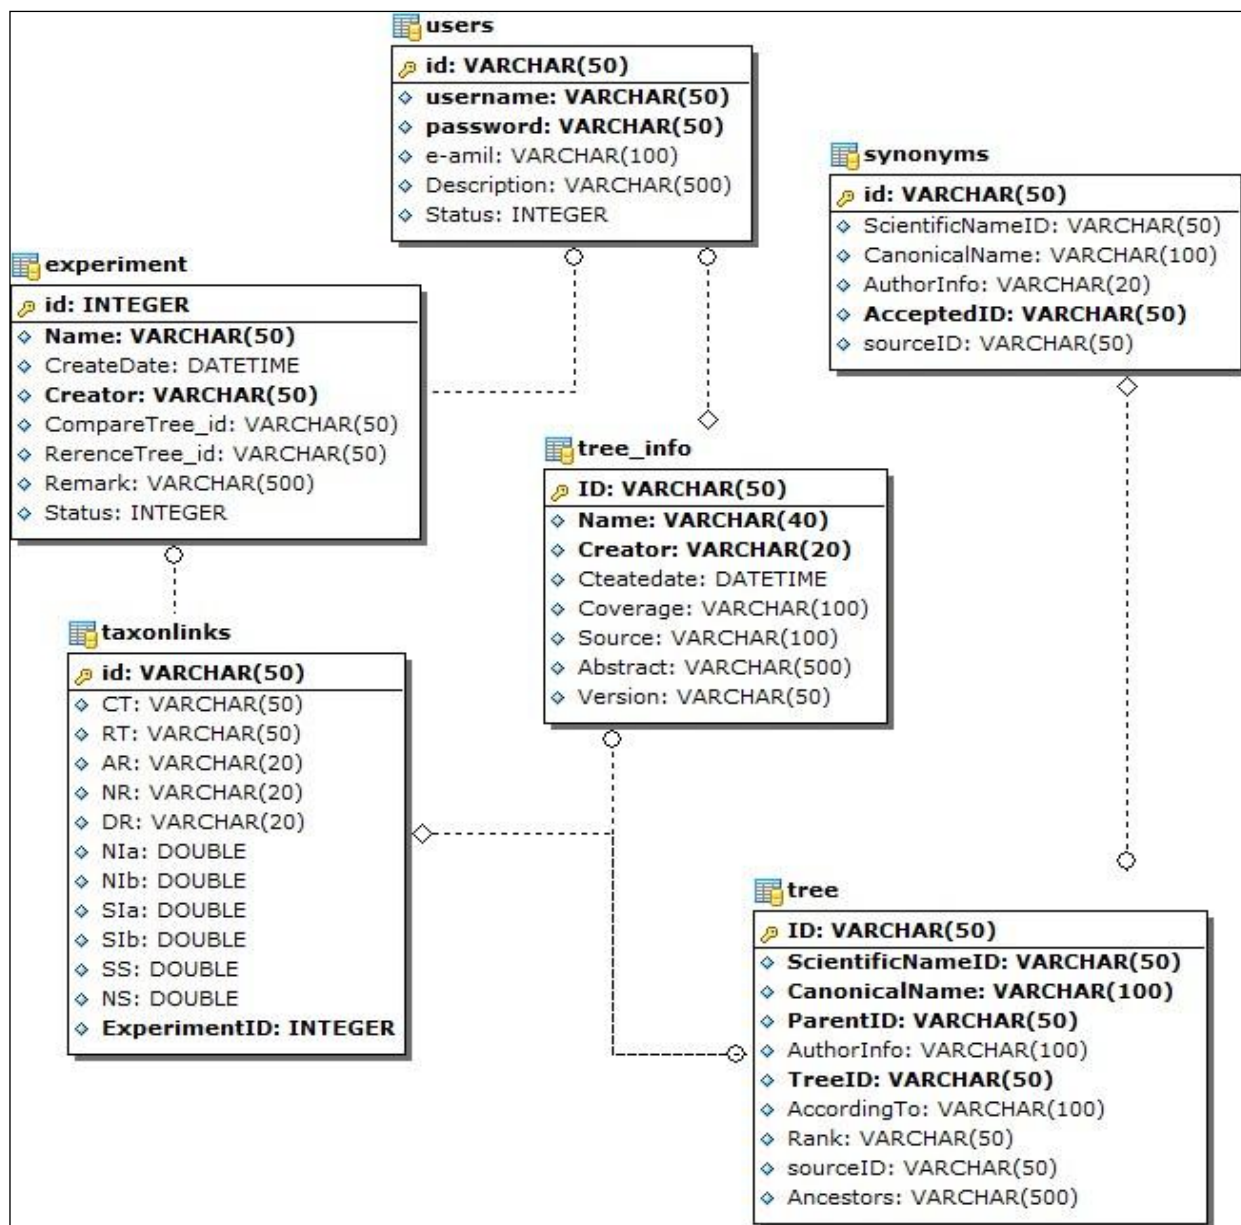 users
id: VARCHAR(50)
username: VARCHAR(50)
password: VARCHAR(50)
e-amil: VARCHAR(100)
Description: VARCHAR(500)
Status: INTEGER
synonyms
id: VARCHAR(50)
ScientificNameID: VARCHAR(50)
CanonicalName: VARCHAR(100)
AuthorInfo: VARCHAR(20)
AcceptedID: VARCHAR(50)
sourceID: VARCHAR(50)
experiment
id: INTEGER
Name: VARCHAR(50)
CreateDate: DATETIME
Creator: VARCHAR(50)
CompareTree_id: VARCHAR(50)
RerenceTree_id: VARCHAR(50)
Remark: VARCHAR(500)
Status: INTEGER
tree_info
ID: VARCHAR(50)
Name: VARCHAR(40)
Creator: VARCHAR(20)
Cteatedate: DATETIME
Coverage: VARCHAR(100)
Source: VARCHAR(100)
Abstract: VARCHAR(500)
Version: VARCHAR(50)
taxonlinks
id: VARCHAR(50)
CT: VARCHAR(50)
RT: VARCHAR(50)
AR: VARCHAR(20)
NR: VARCHAR(20)
DR: VARCHAR(20)
NIa: DOUBLE
NIb: DOUBLE
SIa: DOUBLE
SIb: DOUBLE
SS: DOUBLE
NS: DOUBLE
ExperimentID: INTEGER
tree
ID: VARCHAR(50)
ScientificNameID: VARCHAR(50)
CanonicalName: VARCHAR(100)
ParentID: VARCHAR(50)
AuthorInfo: VARCHAR(100)
TreeID: VARCHAR(50)
AccordingTo: VARCHAR(100)
Rank: VARCHAR(50)
sourceID: VARCHAR(50)
Ancestors: VARCHAR(500)